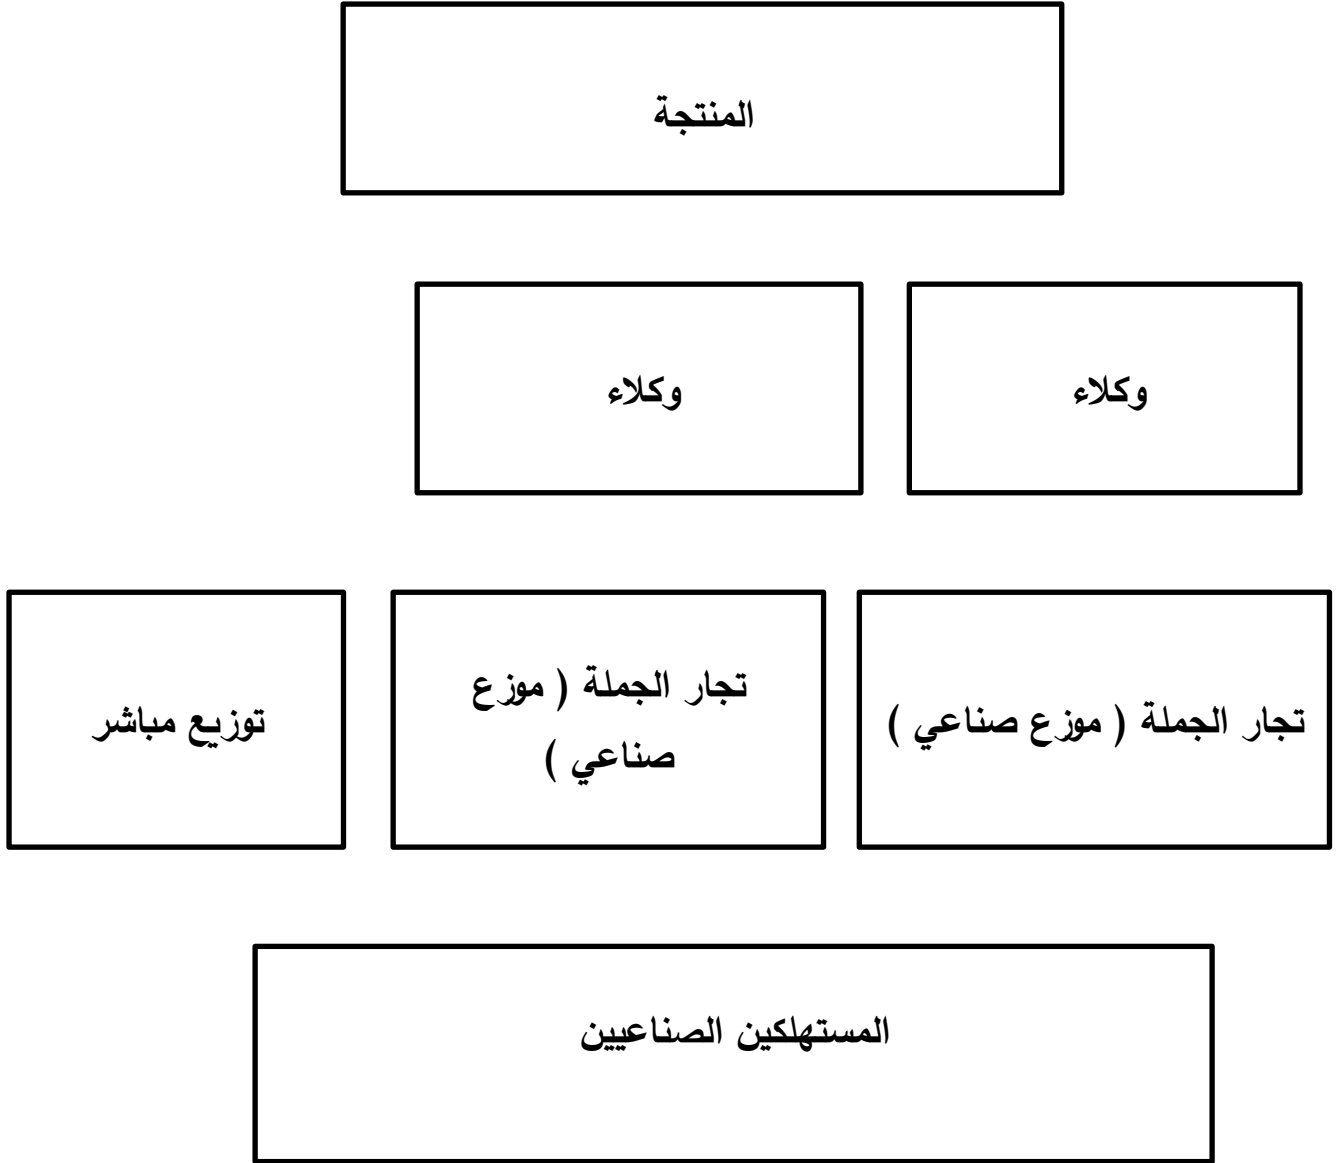 المنتجة
وكلاء
وكلاء
تجار الجملة ( موزع صناعي )
تجار الجملة ( موزع
صناعي )
توزيع مباشر
المستهلكين الصناعيين